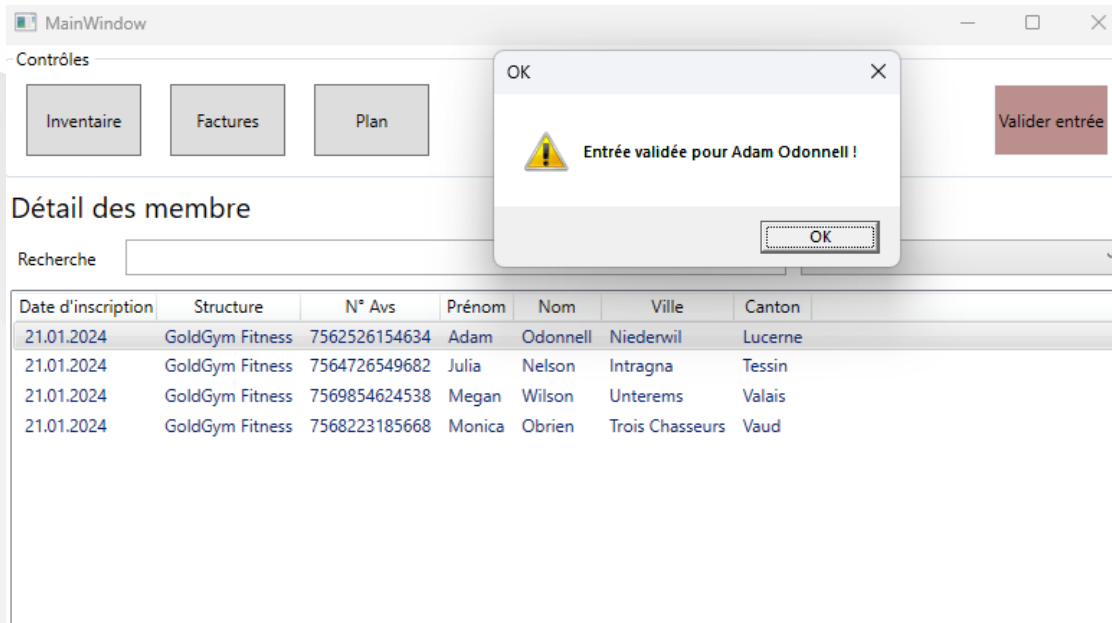 MainWindow
Contrôles
Inventaire Factures Plan Valider entrée
OK
Entrée validée pour Adam Odonnell !
OK
Détail des membre
Recherche
Date d'inscription Structure N° Avs Prénom Nom Ville Canton
21.01.2024 GoldGym Fitness 7562526154634 Adam Odonnell Niederwil Lucerne
21.01.2024 GoldGym Fitness 7564726549682 Julia Nelson Intragna Tessin
21.01.2024 GoldGym Fitness 7569854624538 Megan Wilson Unterems Valais
21.01.2024 GoldGym Fitness 7568223185668 Monica Obrien Trois Chasseurs Vaud